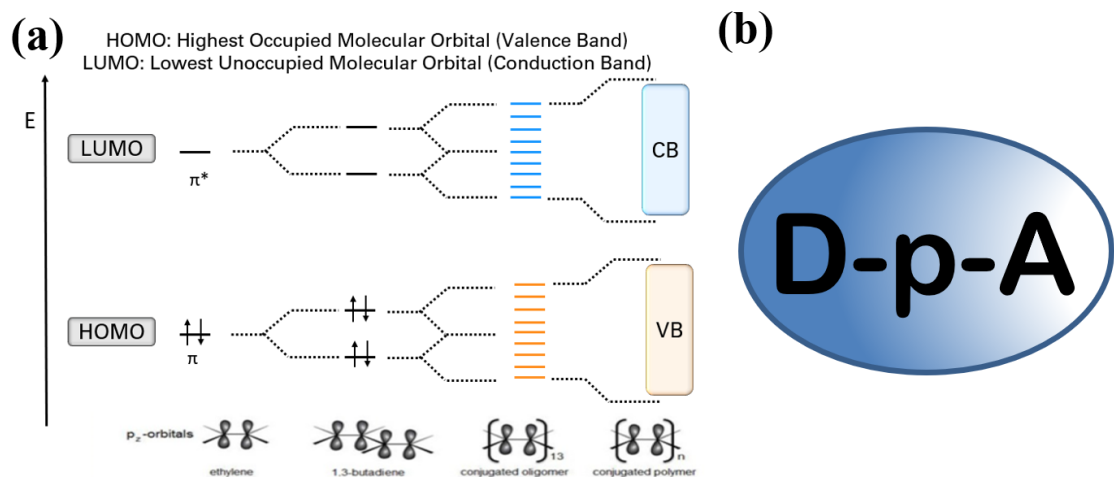 (a)
HOMO: Highest Occupied Molecular Orbital (Valence Band)
LUMO: Lowest Unoccupied Molecular Orbital (Conduction Band)
E
LUMO
π*
CB
HOMO
π
VB
p_z-orbitals
ethylene
1,3-butadiene
13
conjugated oligomer
n
conjugated polymer
(b)
D-p-A